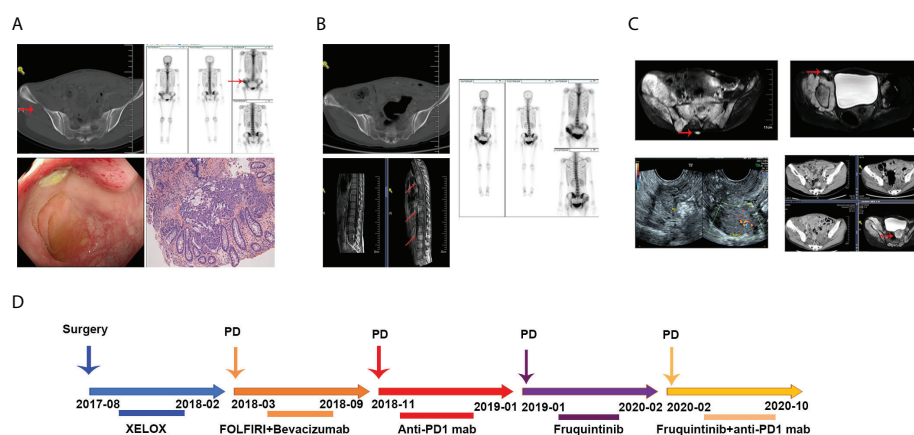 A
B
C
D
Surgery
PD
PD
PD
PD
2017-08
2018-02
2018-03
2018-09
2018-11
2019-01
2019-01
2020-02
2020-02
2020-10
XELOX
FOLFIRI+Bevacizumab
Anti-PD1 mab
Fruquintinib
Fruquintinib+anti-PD1 mab